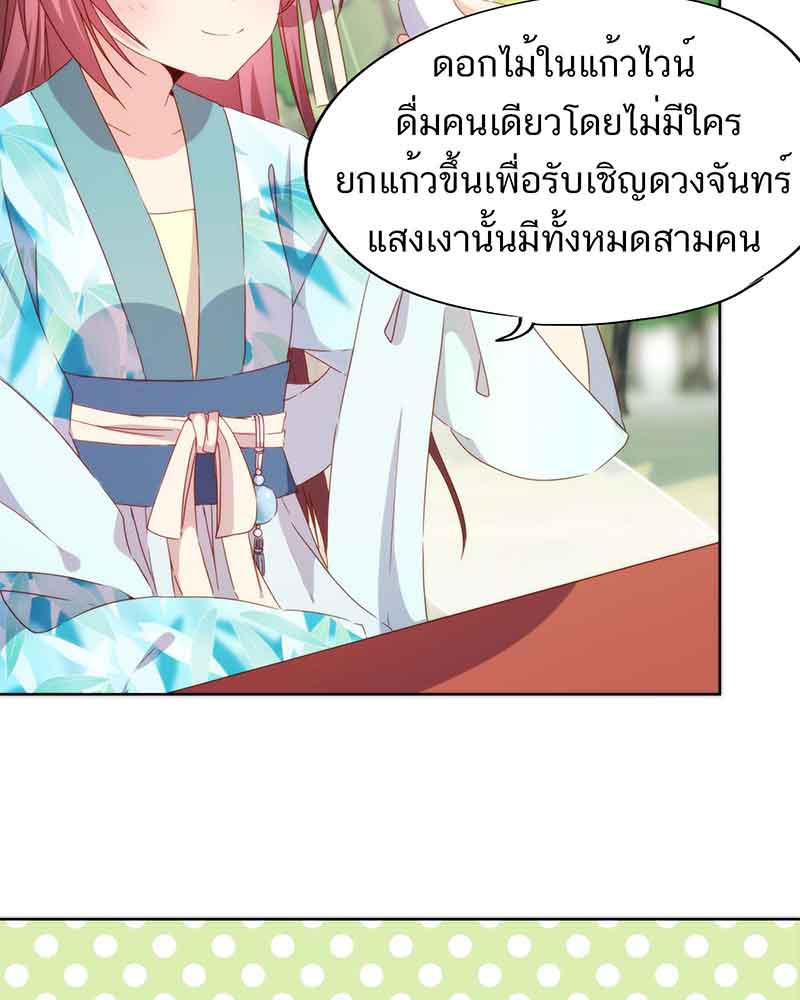 ดอกไม้ในแก้วไวน์
ดื่มคนเดียวโดยไม่มีใคร
ยกแก้วขึ้นเพื่อรับเชิญดวงจันทร์
แสงเงานั้นมีทั้งหมดสามคน